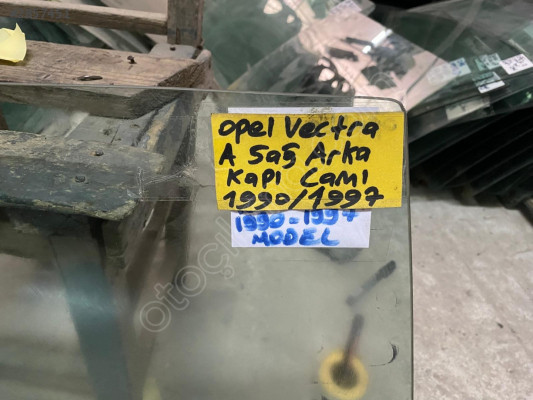 Opel Vectra
A Sağ Arka
Kapı Camı
1990/1997
1990-1997
MODEL